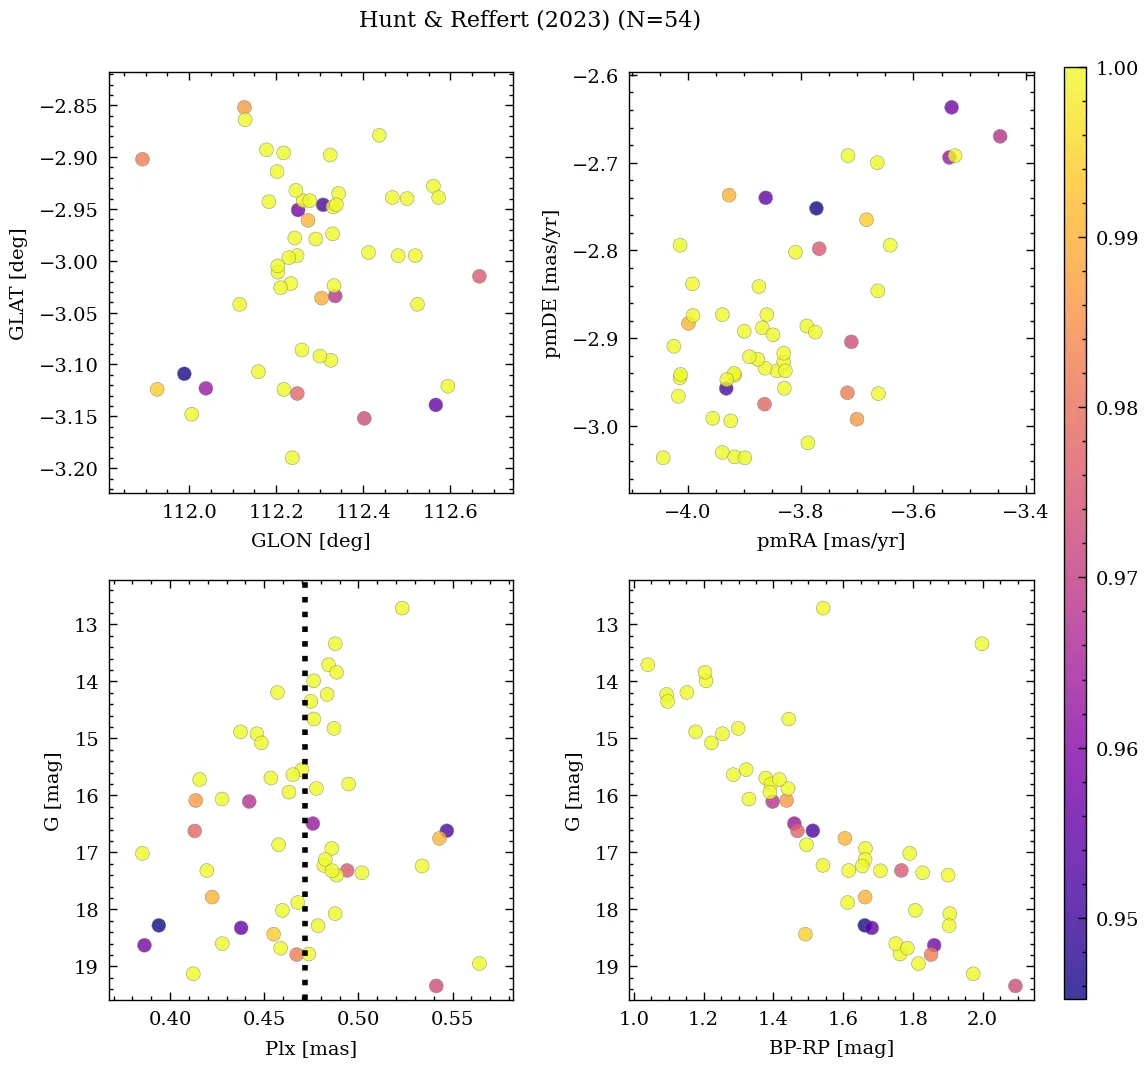 Hunt & Reffert (2023) (N=54)
−2.85
−2.90
−2.95
−3.00
−3.05
−3.10
−3.15
−3.20
GLAT [deg]
112.0 112.2 112.4 112.6
GLON [deg]
−2.6
−2.7
−2.8
−2.9
−3.0
pmDE [mas/yr]
−4.0 −3.8 −3.6 −3.4
pmRA [mas/yr]
13
14
15
16
17
18
19
G [mag]
0.40 0.45 0.50 0.55
Plx [mas]
13
14
15
16
17
18
19
G [mag]
1.0 1.2 1.4 1.6 1.8 2.0
BP-RP [mag]
1.00
0.99
0.98
0.97
0.96
0.95